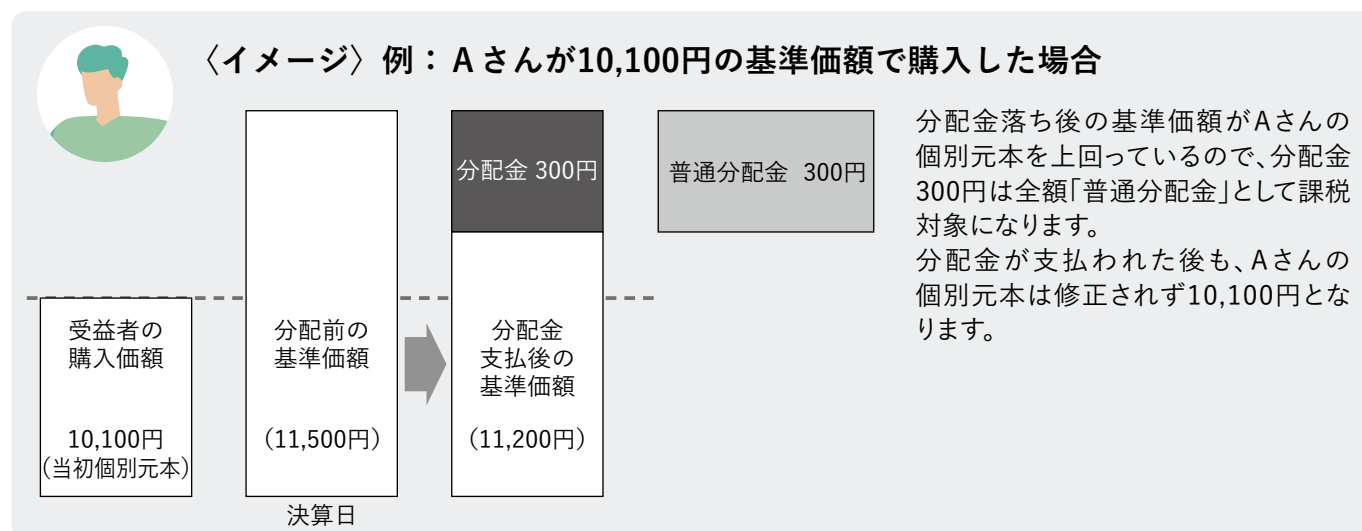 〈イメージ〉例：Aさんが10,100円の基準価額で購入した場合
分配金 300円
普通分配金 300円
分配金落ち後の基準価額がAさんの
個別元本を上回っているので、分配金
300円は全額「普通分配金」として課税
対象になります。
分配金が支払われた後も、Aさんの
個別元本は修正されず10,100円とな
ります。
受益者の
購入価額
10,100円
(当初個別元本)
分配前の
基準価額
(11,500円)
分配金
支払後の
基準価額
(11,200円)
決算日